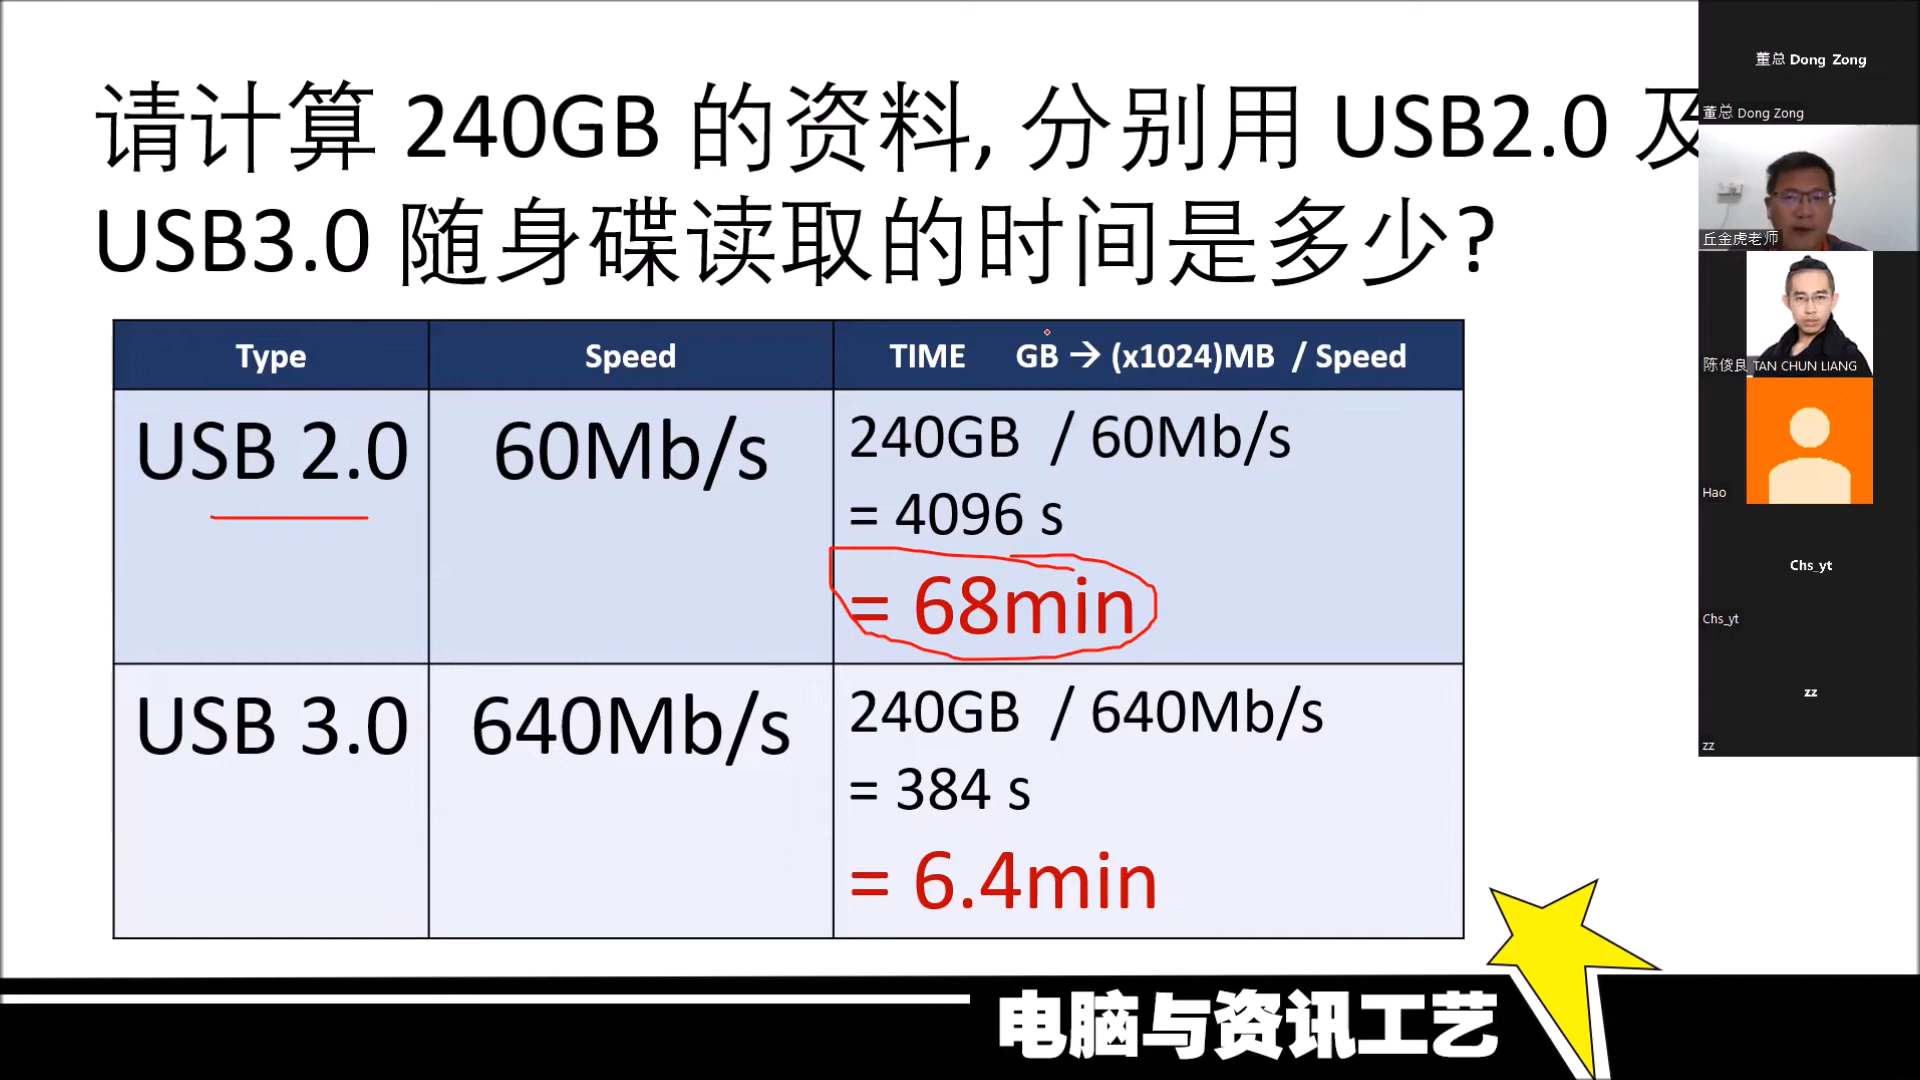 请计算 240GB 的资料, 分别用 USB2.0 及
USB3.0 随身碟读取的时间是多少?
Type
Speed
TIME GB → (x1024)MB / Speed
USB 2.0
60Mb/s
240GB / 60Mb/s
= 4096 s
= 68min
USB 3.0
640Mb/s
240GB / 640Mb/s
= 384 s
= 6.4min
电脑与资讯工艺
董总 Dong Zong
董总 Dong Zong
丘金虎老师
陈俊良_TAN CHUN LIANG
Hao
Chs_yt
Chs_yt
zz
zz